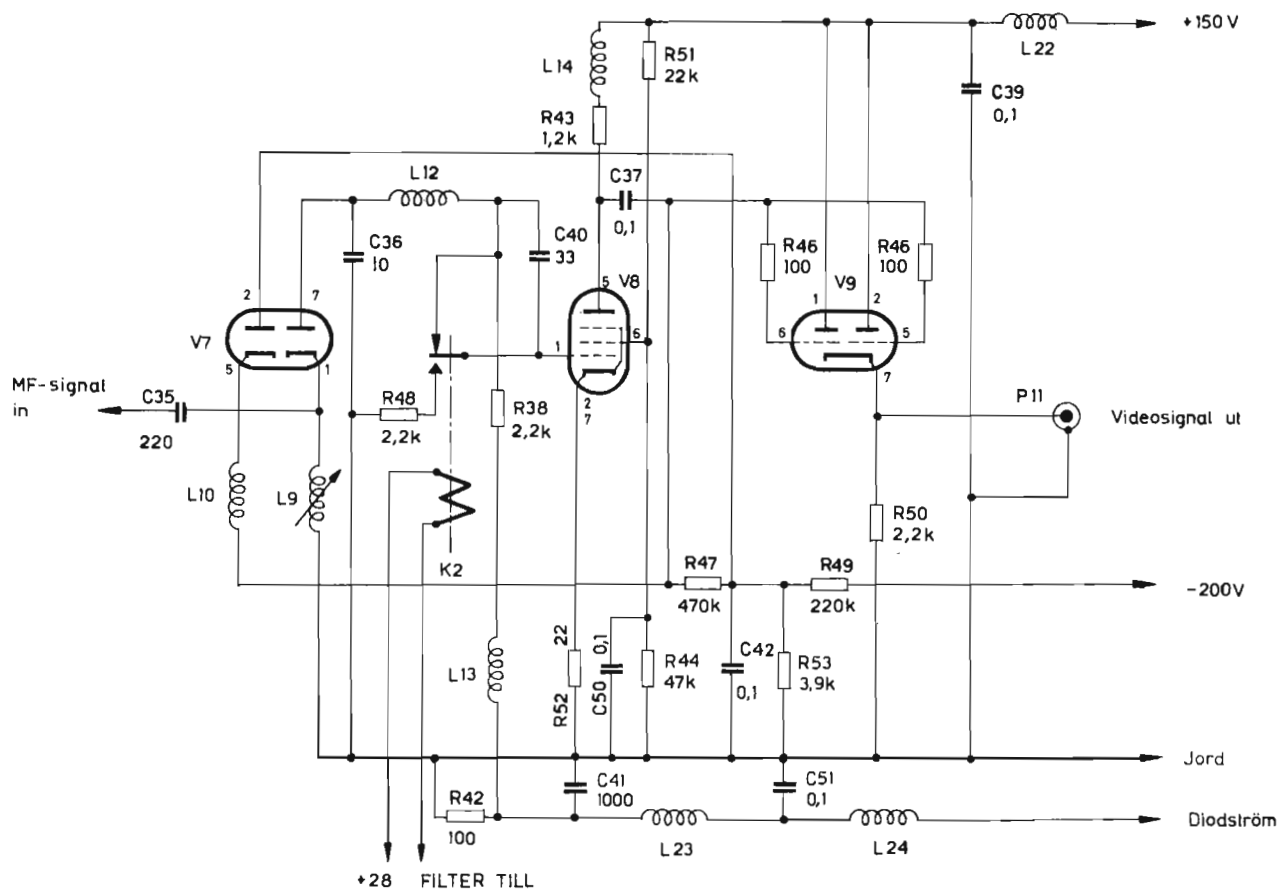 +150V
L22
L14
R51
22k
C39
0,1
R43
1,2k
L12
C37
0,1
C36
10
C40
33
V8
R46
100
R46
100
V9
2
7
5
6
1
2
6
5
7
V7
5
1
1
2
7
MF-signal
in
C35
220
R48
2,2k
R38
2,2k
P11
Videosignal ut
L10
L9
K2
R50
2,2k
R47
470k
R49
220k
-200V
L13
22
R52
0,1
C50
R44
47k
C42
0,1
R53
3,9k
Jord
R42
100
C41
1000
C51
0,1
L23
L24
Diodström
+28
FILTER TILL